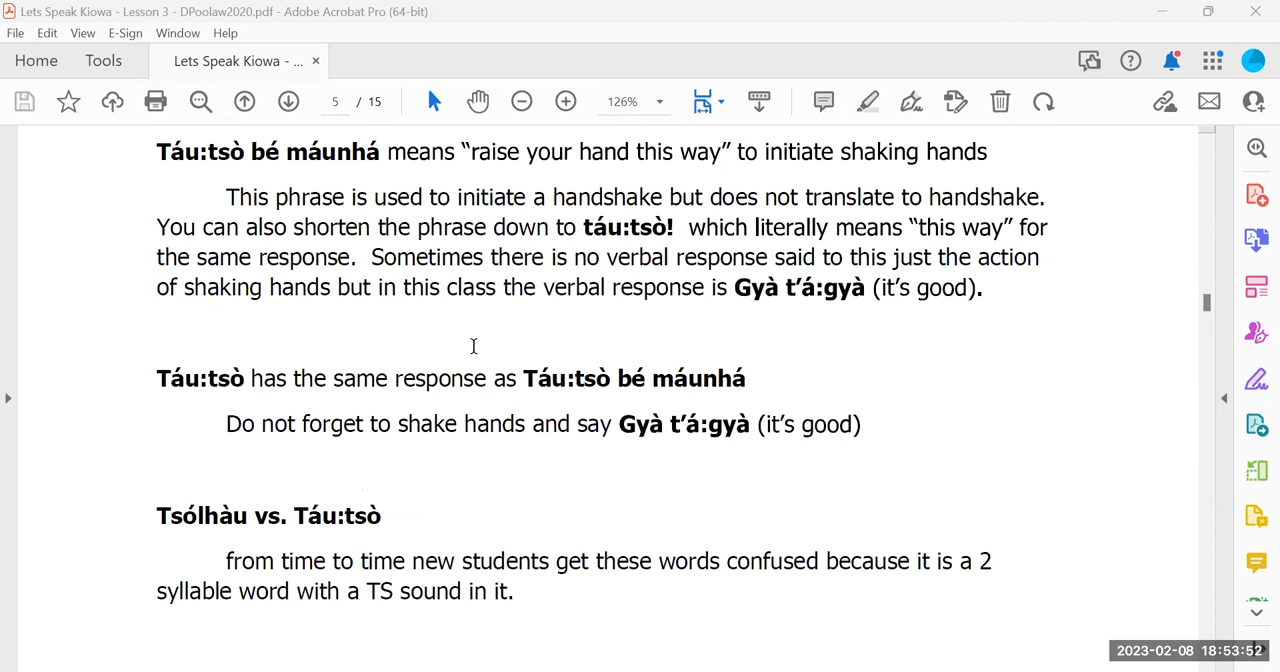 Lets Speak Kiowa - Lesson 3 - DPoolaw2020.pdf - Adobe Acrobat Pro (64-bit)
File Edit View E-Sign Window Help
Home Tools Lets Speak Kiowa - ... ×
5 / 15 126%
Táu:tsò bé máunhá means “raise your hand this way” to initiate shaking hands
This phrase is used to initiate a handshake but does not translate to handshake.
You can also shorten the phrase down to táu:tsò! which literally means “this way” for
the same response. Sometimes there is no verbal response said to this just the action
of shaking hands but in this class the verbal response is Gyà t’á:gyà (it’s good).
Táu:tsò has the same response as Táu:tsò bé máunhá
Do not forget to shake hands and say Gyà t’á:gyà (it’s good)
Tsólhàu vs. Táu:tsò
from time to time new students get these words confused because it is a 2
syllable word with a TS sound in it.
2023-02-08 18:53:52